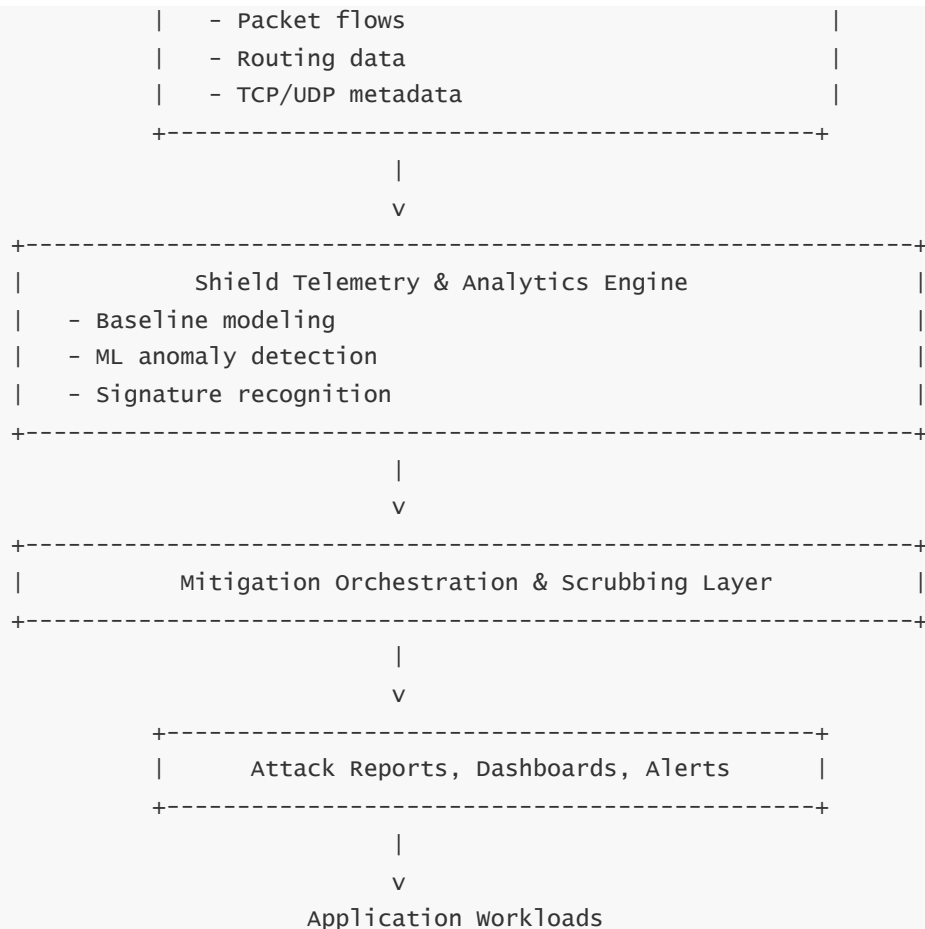 - Packet flows
- Routing data
- TCP/UDP metadata
Shield Telemetry & Analytics Engine
- Baseline modeling
- ML anomaly detection
- Signature recognition
Mitigation Orchestration & Scrubbing Layer
Attack Reports, Dashboards, Alerts
Application Workloads